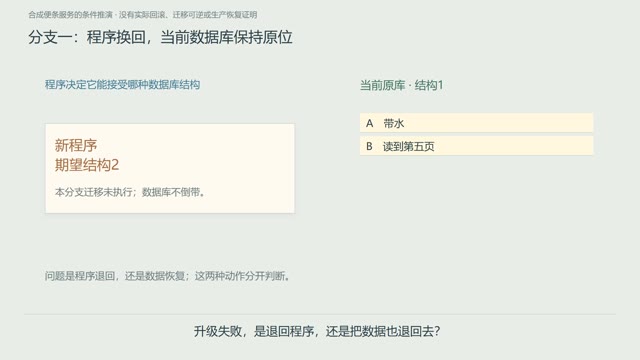 合成便条服务的条件推演 · 没有实际回滚、迁移可逆或生产恢复证明
分支一：程序换回，当前数据库保持原位
程序决定它能接受哪种数据库结构
当前原库 · 结构1
新程序
期望结构2
本分支迁移未执行；数据库不倒带。
A 带水
B 读到第五页
问题是程序退回，还是数据恢复；这两种动作分开判断。
升级失败，是退回程序，还是把数据也退回去？